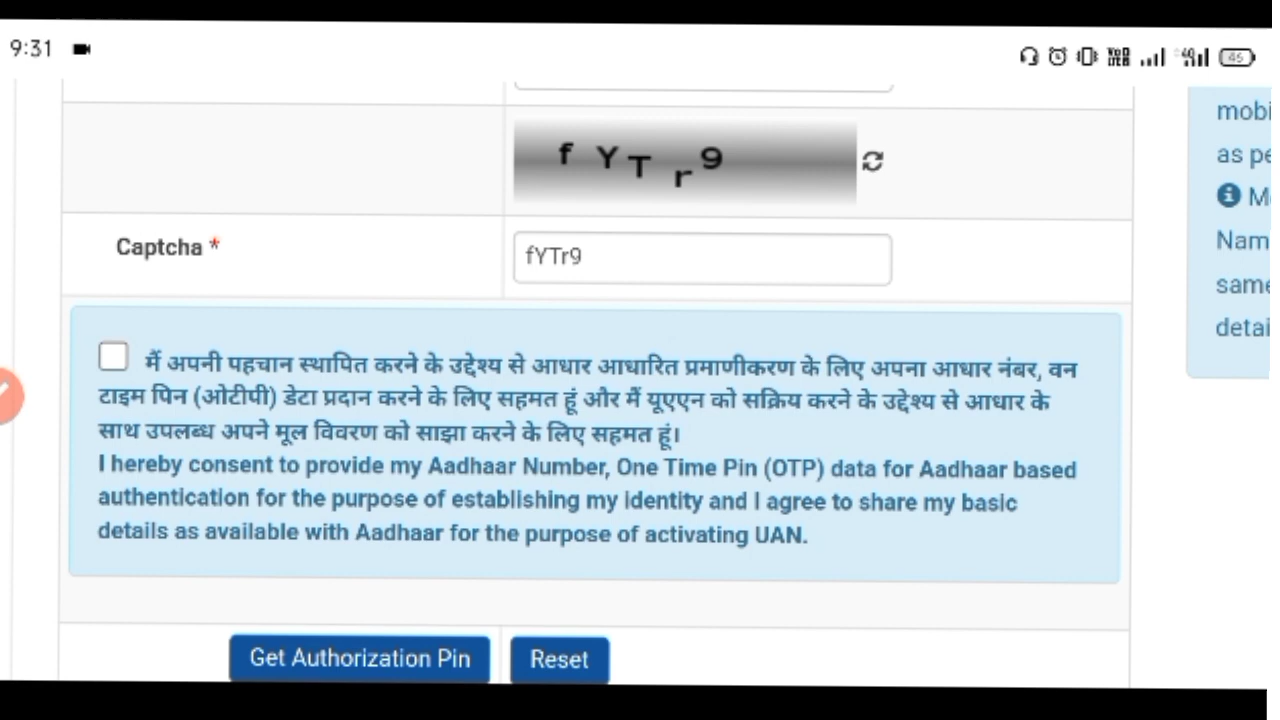 9:31
46
mobi
as pe
f Y T r 9
Captcha *
fYTr9
Nam
same
detai
मैं अपनी पहचान स्थापित करने के उद्देश्य से आधार आधारित प्रमाणीकरण के लिए अपना आधार नंबर, वन
टाइम पिन (ओटीपी) डेटा प्रदान करने के लिए सहमत हूं और मैं यूएएन को सक्रिय करने के उद्देश्य से आधार के
साथ उपलब्ध अपने मूल विवरण को साझा करने के लिए सहमत हूं।
I hereby consent to provide my Aadhaar Number, One Time Pin (OTP) data for Aadhaar based
authentication for the purpose of establishing my identity and I agree to share my basic
details as available with Aadhaar for the purpose of activating UAN.
Get Authorization Pin
Reset